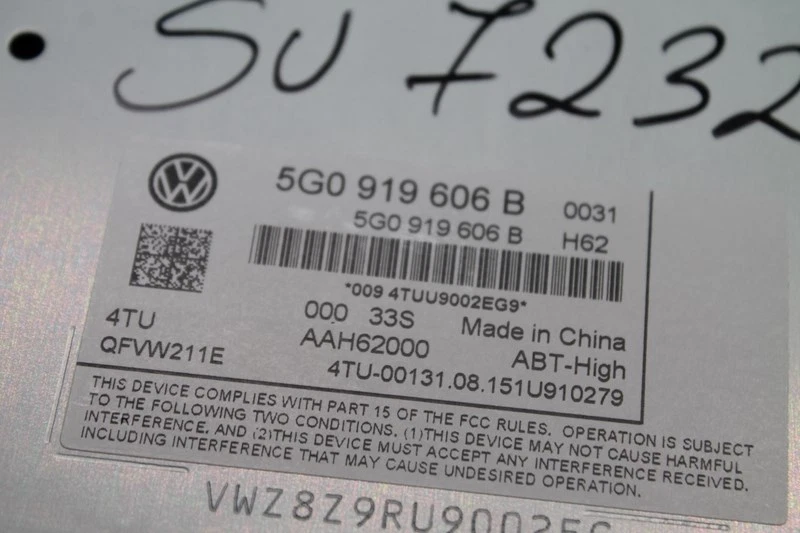 SU 7232
5G0 919 606 B 0031
5G0 919 606 B H62
*009 4TUU9002EG9*
000 33S Made in China
4TU AAH62000 ABT-High
QFVW211E 4TU-00131.08.151U910279
THIS DEVICE COMPLIES WITH PART 15 OF THE FCC RULES. OPERATION IS SUBJECT
TO THE FOLLOWING TWO CONDITIONS. (1)THIS DEVICE MAY NOT CAUSE HARMFUL
INTERFERENCE. AND (2)THIS DEVICE MUST ACCEPT ANY INTERFERENCE RECEIVED.
INCLUDING INTERFERENCE THAT MAY CAUSE UNDESIRED OPERATION.
VWZ8Z9RU9002EG